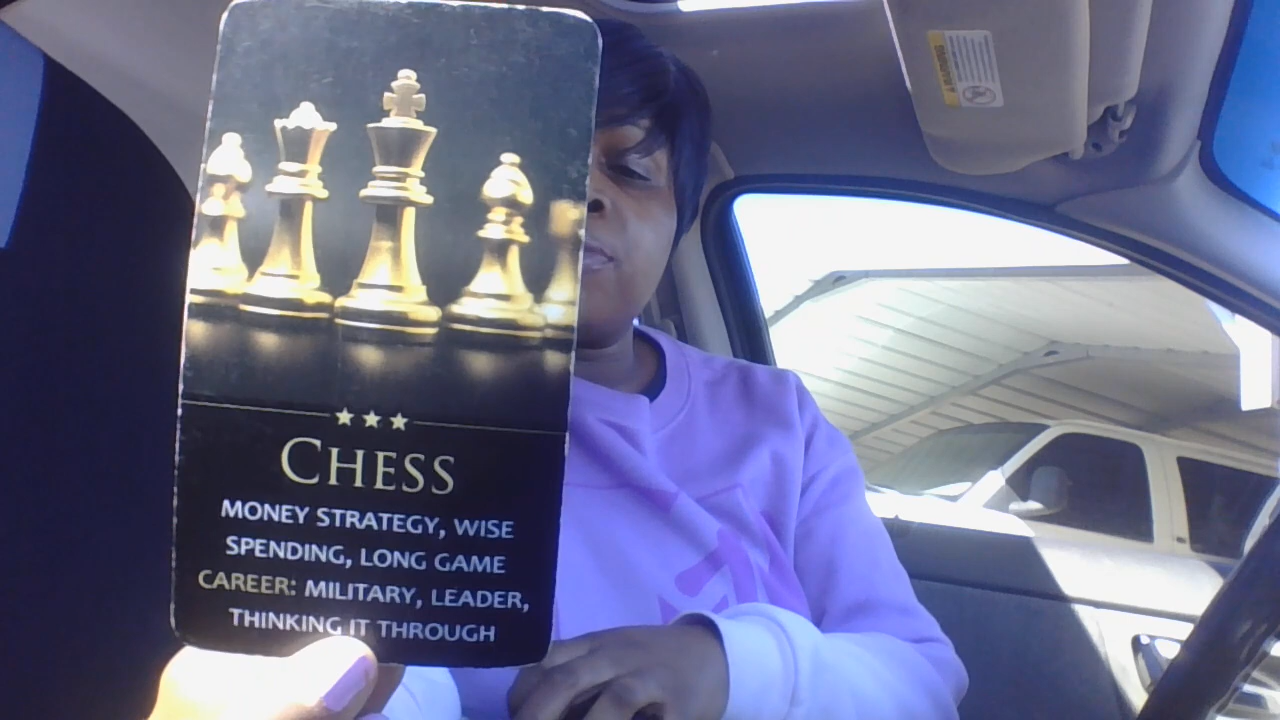 CHESS
MONEY STRATEGY, WISE
SPENDING, LONG GAME
CAREER: MILITARY, LEADER,
THINKING IT THROUGH